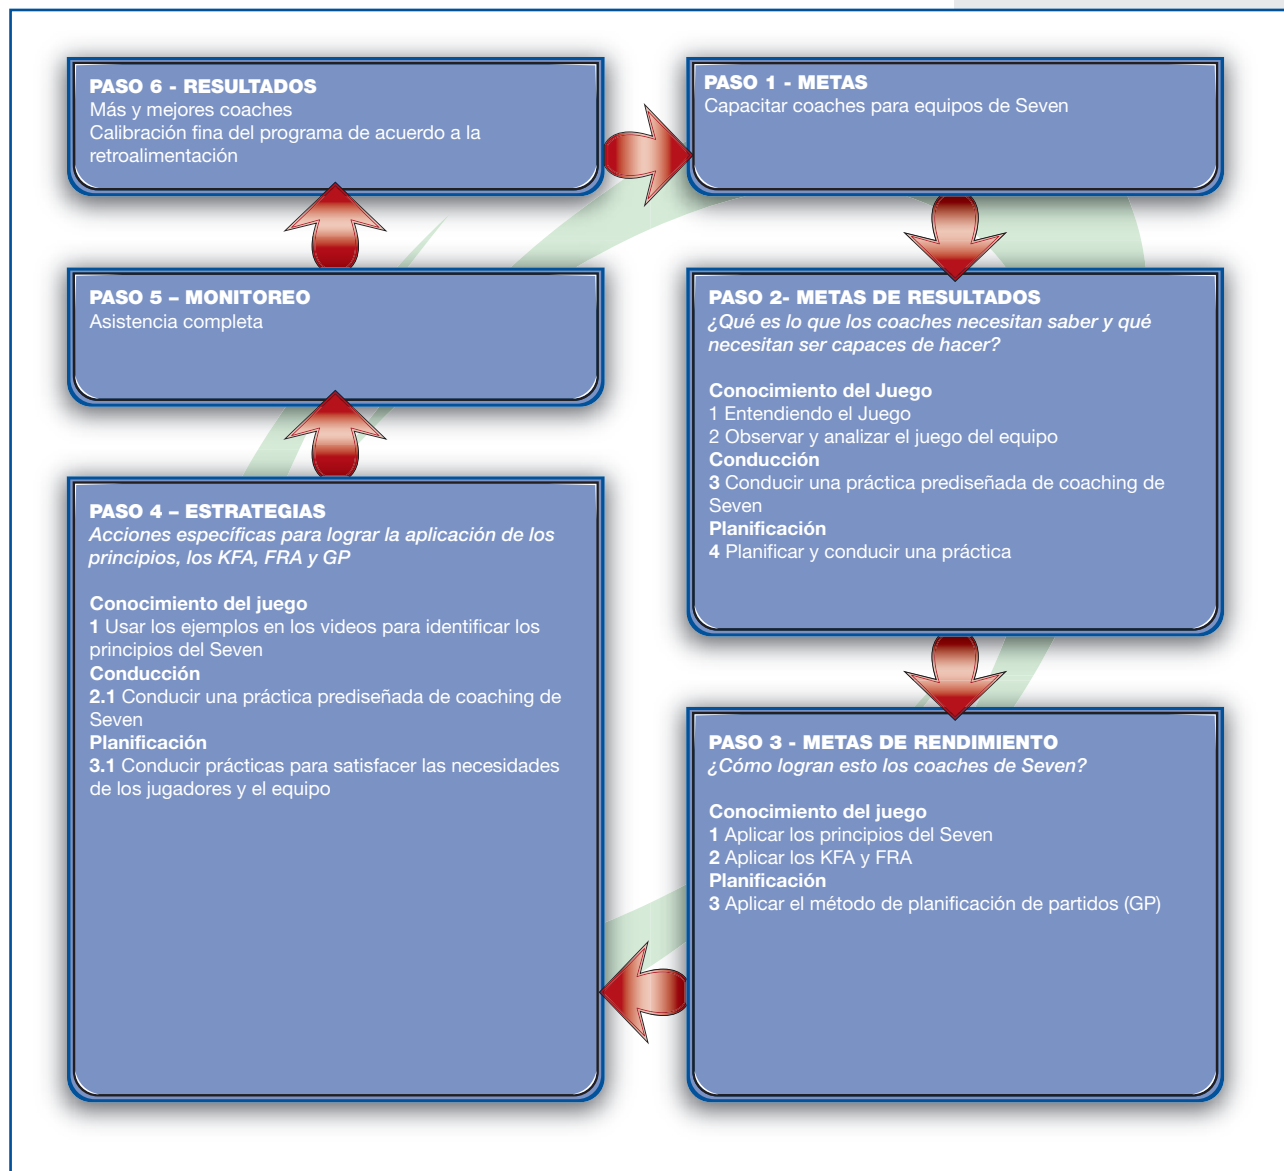 PASO 6 - RESULTADOS
Más y mejores coaches
Calibración fina del programa de acuerdo a la
retroalimentación
PASO 1 - METAS
Capacitar coaches para equipos de Seven
PASO 5 – MONITOREO
Asistencia completa
PASO 2- METAS DE RESULTADOS
¿Qué es lo que los coaches necesitan saber y qué
necesitan ser capaces de hacer?
Conocimiento del Juego
1 Entendiendo el Juego
2 Observar y analizar el juego del equipo
Conducción
3 Conducir una práctica prediseñada de coaching de
Seven
Planificación
4 Planificar y conducir una práctica
PASO 4 – ESTRATEGIAS
Acciones específicas para lograr la aplicación de los
principios, los KFA, FRA y GP
Conocimiento del juego
1 Usar los ejemplos en los videos para identificar los
principios del Seven
Conducción
2.1 Conducir una práctica prediseñada de coaching de
Seven
Planificación
3.1 Conducir prácticas para satisfacer las necesidades
de los jugadores y el equipo
PASO 3 - METAS DE RENDIMIENTO
¿Cómo logran esto los coaches de Seven?
Conocimiento del juego
1 Aplicar los principios del Seven
2 Aplicar los KFA y FRA
Planificación
3 Aplicar el método de planificación de partidos (GP)